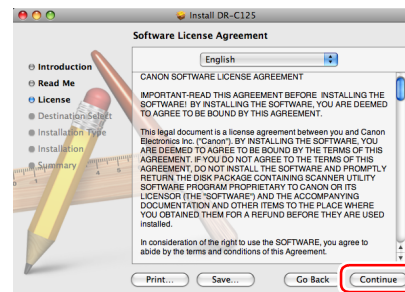 Install DR-C125
Software License Agreement
English
Introduction
Read Me
License
Destination Select
Installation Type
Installation
Summary
CANON SOFTWARE LICENSE AGREEMENT
IMPORTANT-READ THIS AGREEMENT BEFORE INSTALLING THE
SOFTWARE! BY INSTALLING THE SOFTWARE, YOU ARE DEEMED
TO AGREE TO BE BOUND BY THIS AGREEMENT.
This legal document is a license agreement between you and Canon
Electronics Inc. ("Canon"). BY INSTALLING THE SOFTWARE, YOU
ARE DEEMED TO AGREE TO BE BOUND BY THE TERMS OF THIS
AGREEMENT. IF YOU DO NOT AGREE TO THE TERMS OF THIS
AGREEMENT, DO NOT INSTALL THE SOFTWARE AND PROMPTLY
RETURN THE DISK PACKAGE CONTAINING SCANNER UTILITY
SOFTWARE PROGRAM PROPRIETARY TO CANON OR ITS
LICENSOR (THE "SOFTWARE") AND THE ACCOMPANYING
DOCUMENTATION AND OTHER ITEMS TO THE PLACE WHERE
YOU OBTAINED THEM FOR A REFUND BEFORE THEY ARE USED
installed.
In consideration of the right to use the SOFTWARE, you agree to
abide by the terms and conditions of this Agreement.
Print...
Save...
Go Back
Continue